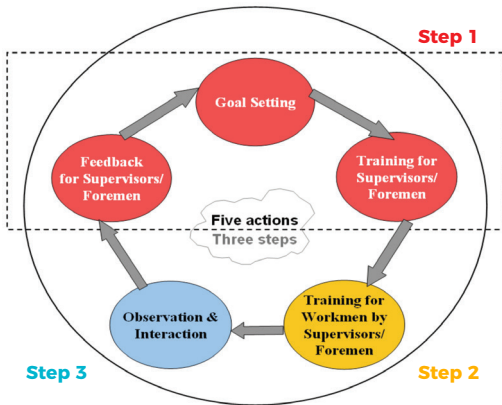 Step 1
Goal Setting
Feedback
for Supervisors/
Foremen
Training for
Supervisors/
Foremen
Five actions
Three steps
Observation &
Interaction
Training for
Workmen by
Supervisors/
Foremen
Step 3
Step 2